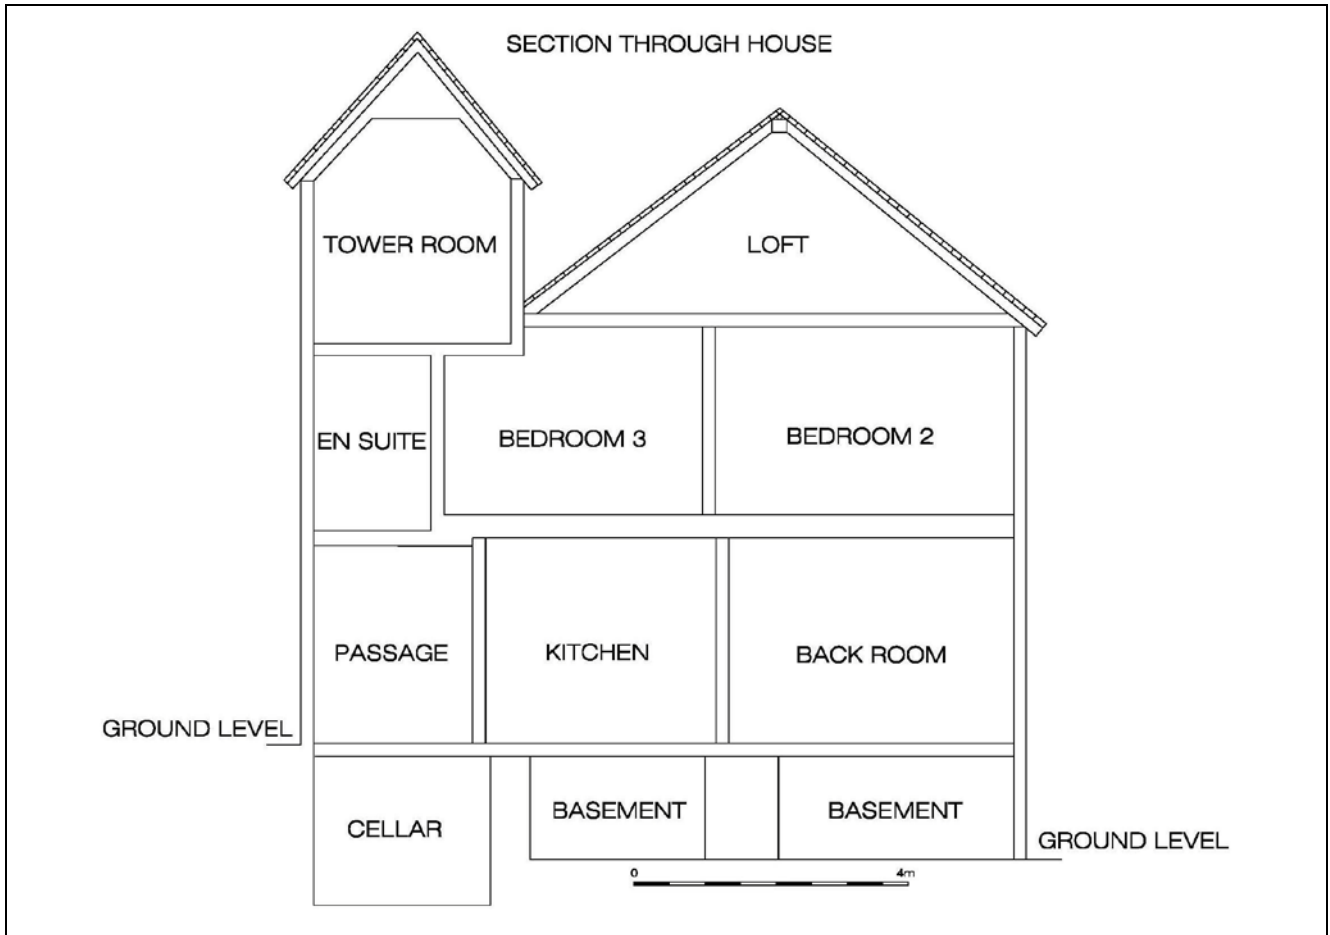 SECTION THROUGH HOUSE
TOWER ROOM
LOFT
EN SUITE
BEDROOM 3
BEDROOM 2
PASSAGE
KITCHEN
BACK ROOM
GROUND LEVEL
CELLAR
BASEMENT
BASEMENT
GROUND LEVEL
0
4m